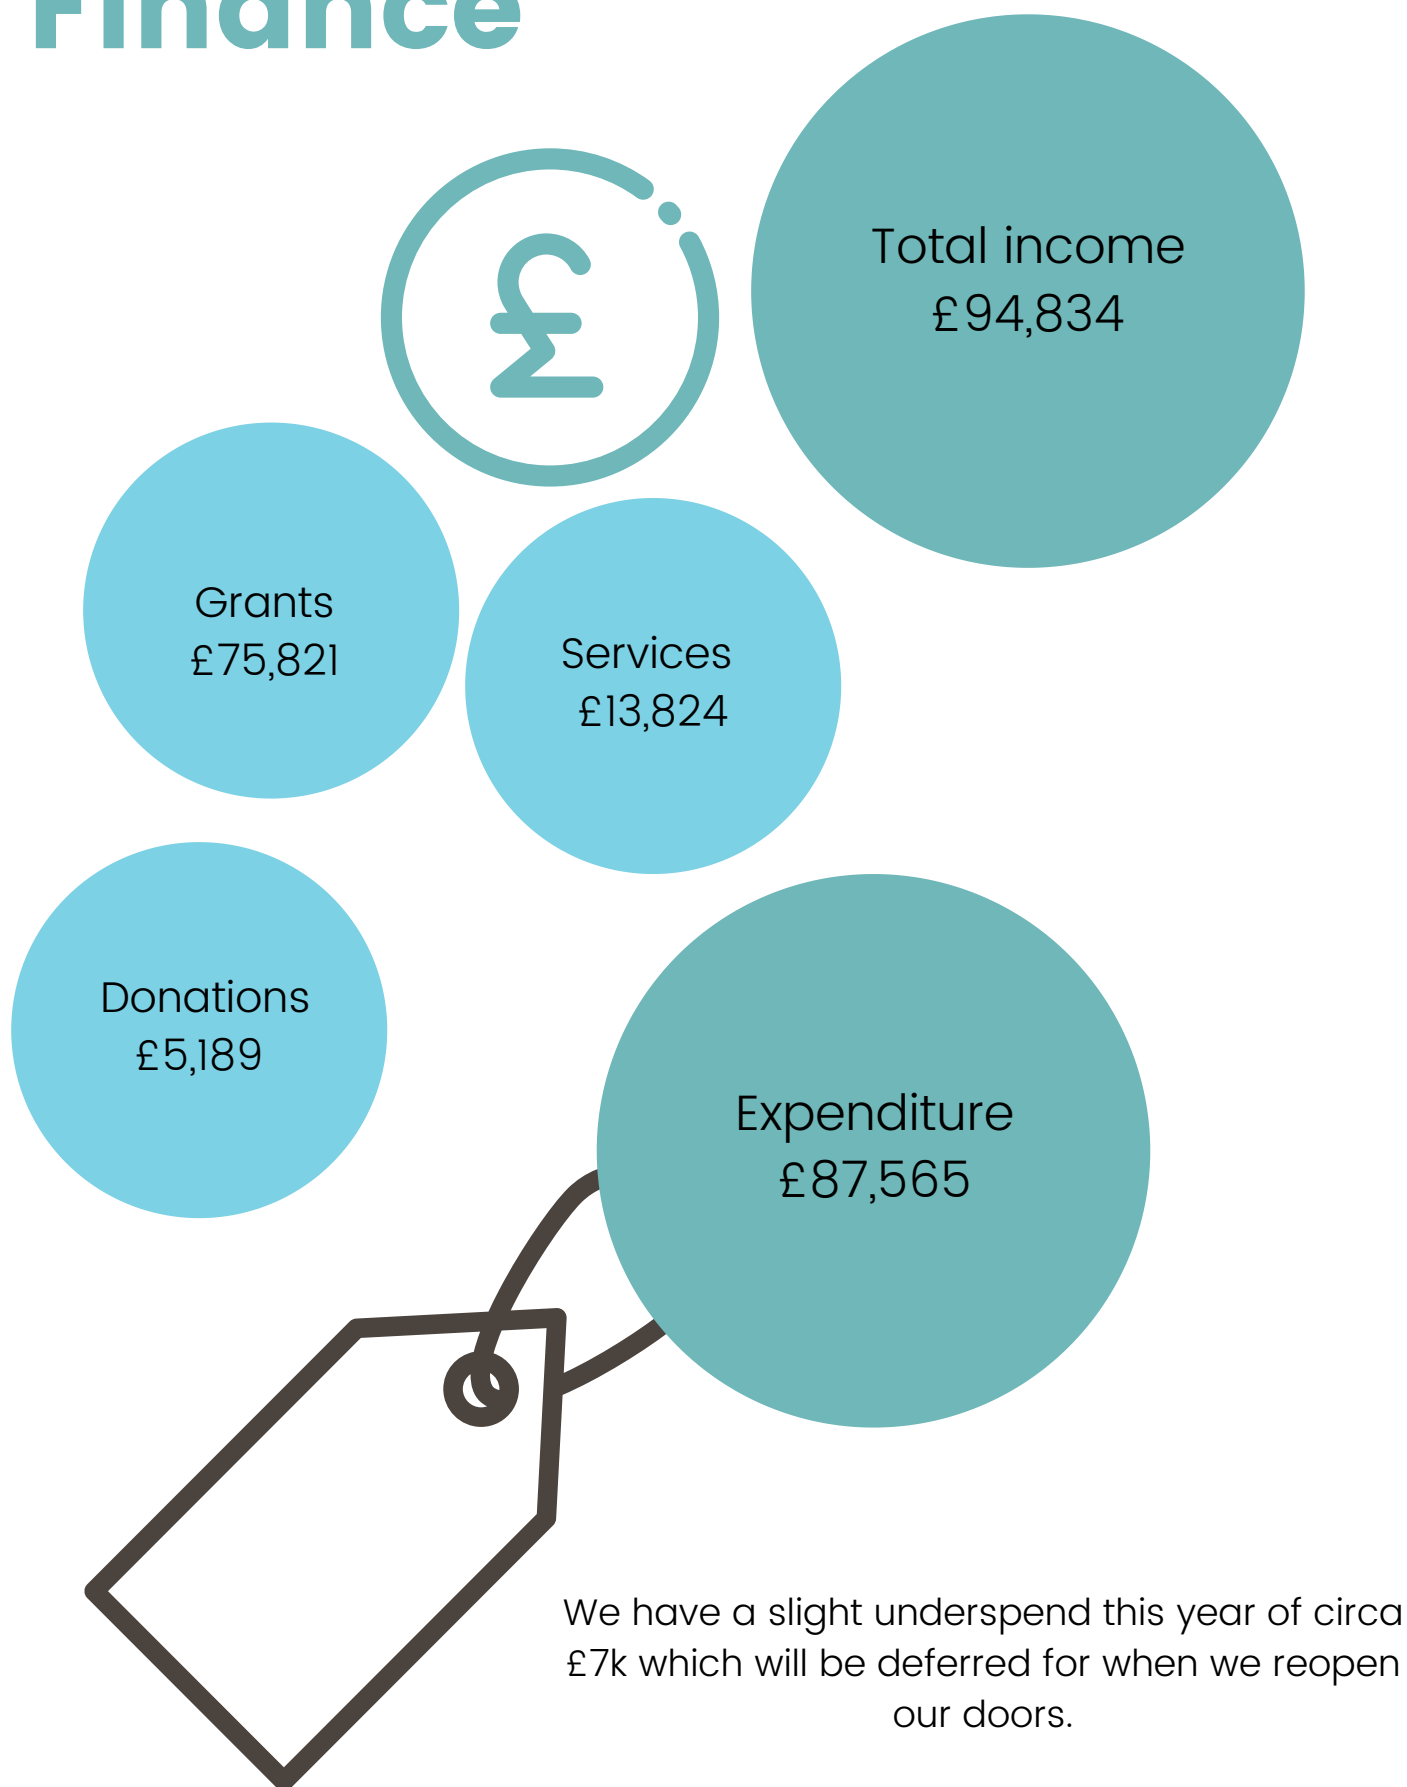 Finance
Total income
£94,834
Grants
£75,821
Services
£13,824
Donations
£5,189
Expenditure
£87,565
We have a slight underspend this year of circa
£7k which will be deferred for when we reopen
our doors.